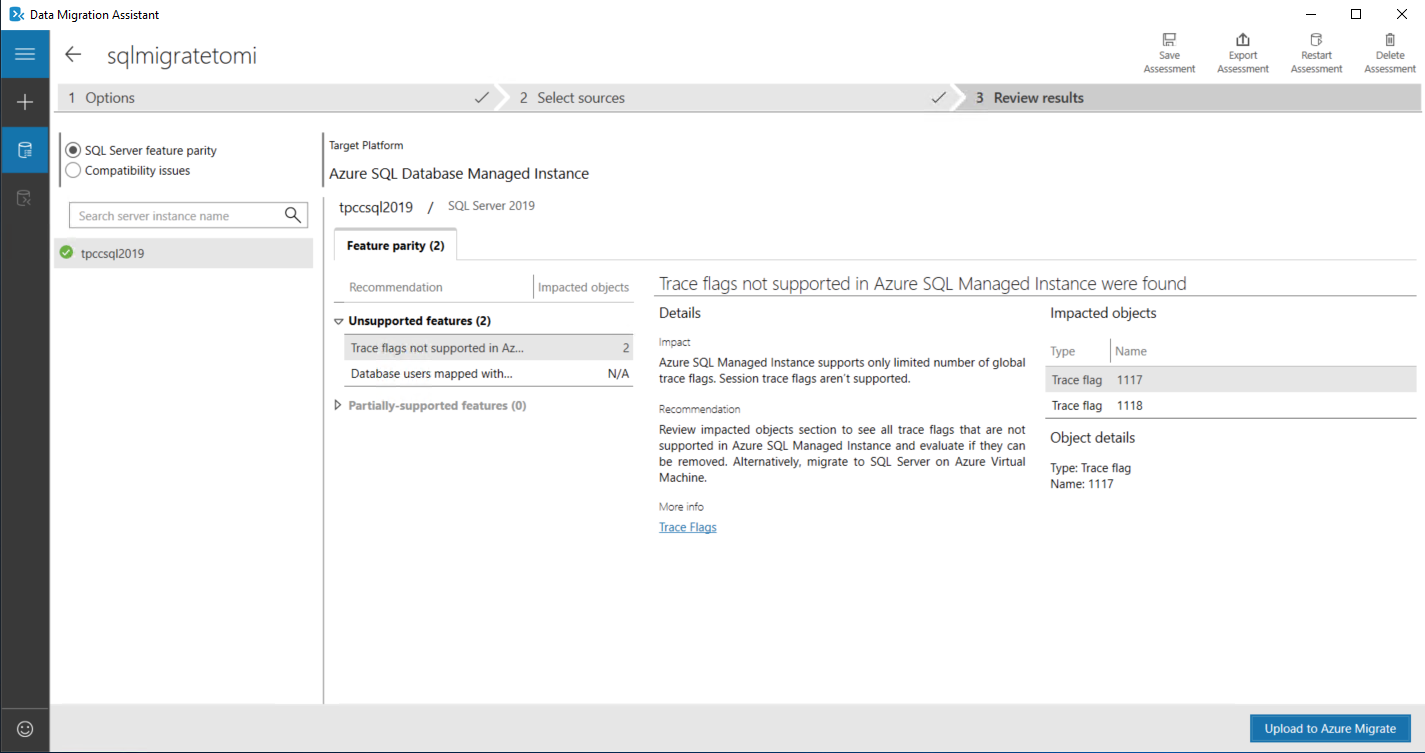 Data Migration Assistant
sqlmigratetomi
Save Assessment
Export Assessment
Restart Assessment
Delete Assessment
1 Options
2 Select sources
3 Review results
SQL Server feature parity
Compatibility issues
Search server instance name
tpccsql2019
Target Platform
Azure SQL Database Managed Instance
tpccsql2019 / SQL Server 2019
Feature parity (2)
Recommendation Impacted objects
Unsupported features (2)
Trace flags not supported in Az... 2
Database users mapped with... N/A
Partially-supported features (0)
Trace flags not supported in Azure SQL Managed Instance were found
Details
Impact
Azure SQL Managed Instance supports only limited number of global
trace flags. Session trace flags aren't supported.
Recommendation
Review impacted objects section to see all trace flags that are not
supported in Azure SQL Managed Instance and evaluate if they can
be removed. Alternatively, migrate to SQL Server on Azure Virtual
Machine.
More info
Trace Flags
Impacted objects
Type Name
Trace flag 1117
Trace flag 1118
Object details
Type: Trace flag
Name: 1117
Upload to Azure Migrate